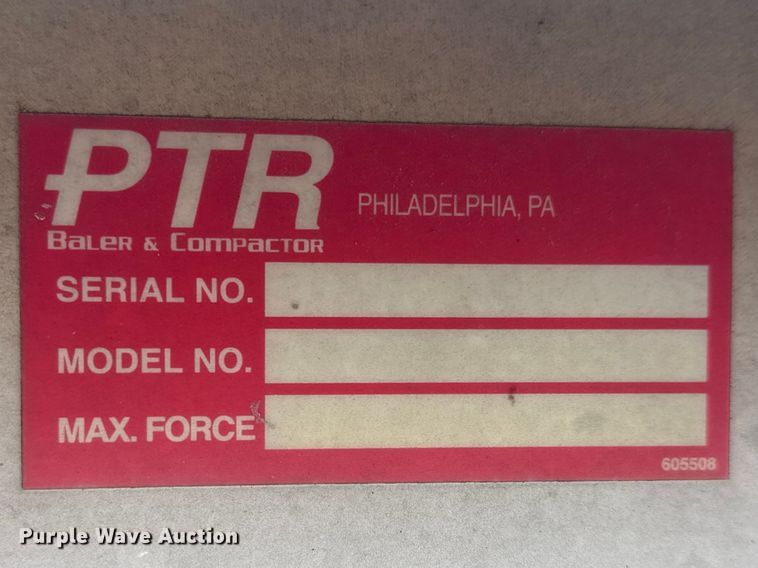 PTR
PHILADELPHIA, PA
BALER & COMPACTOR
SERIAL NO.
MODEL NO.
MAX. FORCE
605508
Purple Wave Auction